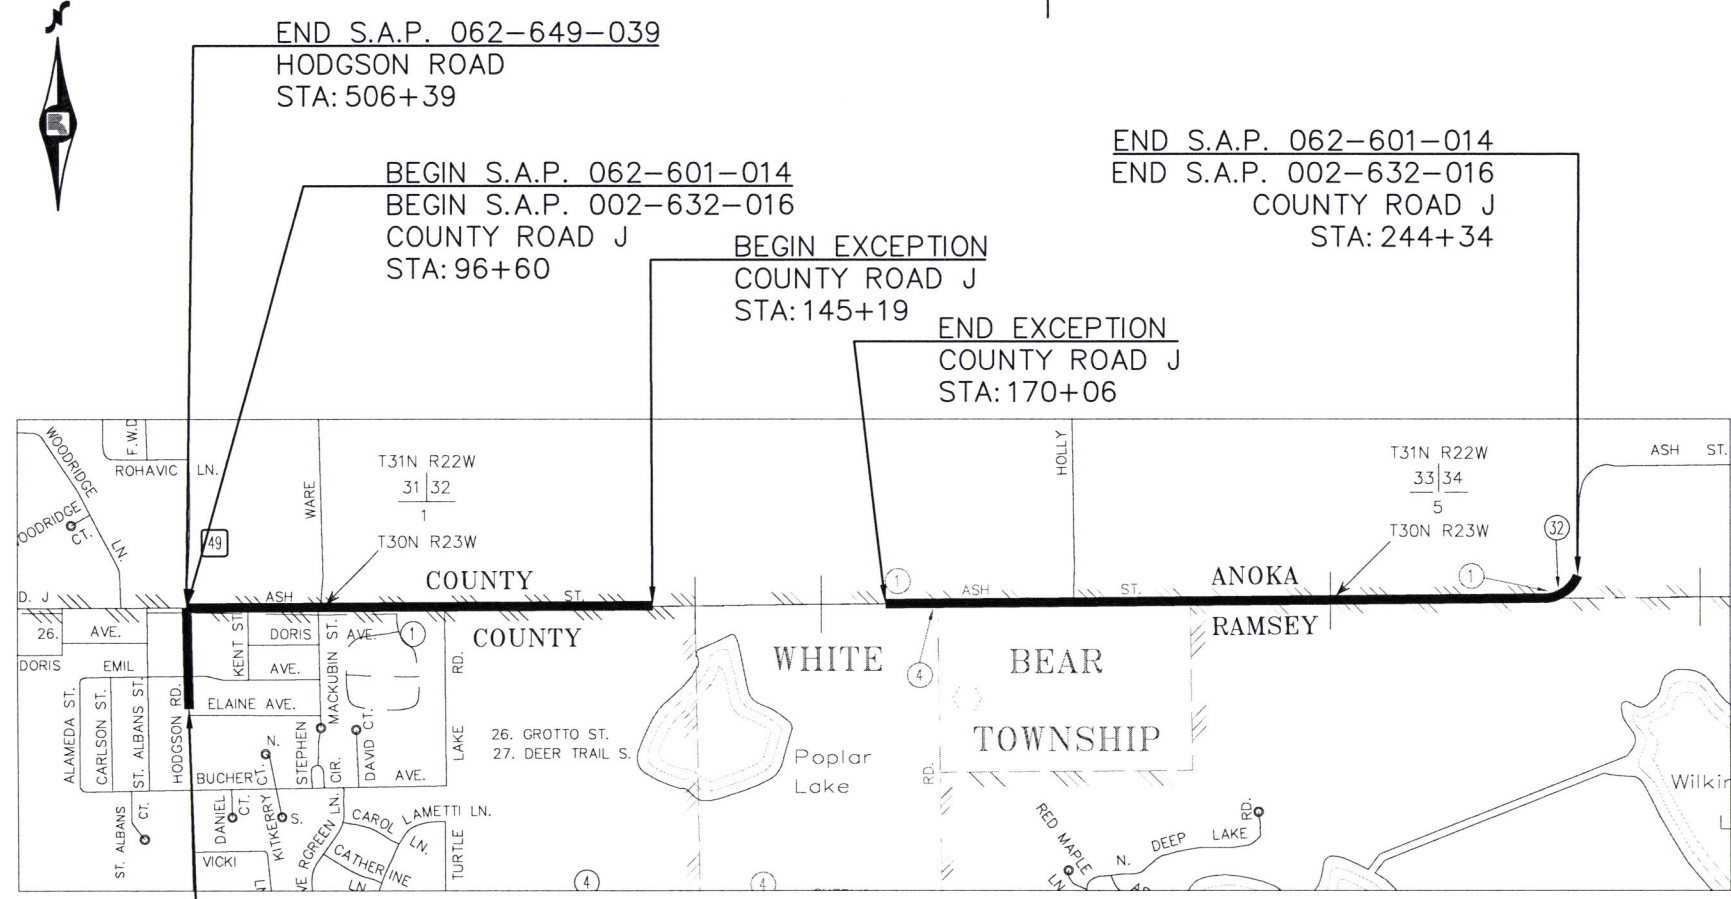 N
END S.A.P. 062-649-039
HODGSON ROAD
STA: 506+39
BEGIN S.A.P. 062-601-014
BEGIN S.A.P. 002-632-016
COUNTY ROAD J
STA: 96+60
BEGIN EXCEPTION
COUNTY ROAD J
STA: 145+19
END EXCEPTION
COUNTY ROAD J
STA: 170+06
END S.A.P. 062-601-014
END S.A.P. 002-632-016
COUNTY ROAD J
STA: 244+34
WOODRIDGE
LN.
F.W.D
ROHAVIC LN.
OODRIDGE
CT.
WARE
T31N R22W
31 32
1
T30N R23W
49
HOLLY
T31N R22W
33 34
5
T30N R23W
32
ASH ST.
D. J
ASH ST.
COUNTY
COUNTY
1
ASH ST.
ANOKA
RAMSEY
1
26.
AVE.
DORIS
EMIL
KENT ST.
DORIS AVE.
1
AVE.
ELAINE AVE.
ALAMEDA ST.
CARLSON ST.
ST. ALBANS ST.
HODGSON RD.
MACKUBIN ST.
STEPHEN
CIR.
DAVID CT.
RD.
LAKE
TURTLE
26. GROTTO ST.
27. DEER TRAIL S.
WHITE
BEAR
TOWNSHIP
4
Poplar
Lake
RD.
BUCHER
AVE.
N.
CT.
KITKERRY
S.
DANIEL
CT.
ST. ALBANS
CT.
VICKI
RGREEN LN.
CAROL
LN.
LAMETTI LN.
CATHERINE
LN
4
4
RED MAPLE
LN
N.
DEEP LAKE
RD.
Wilkin
L